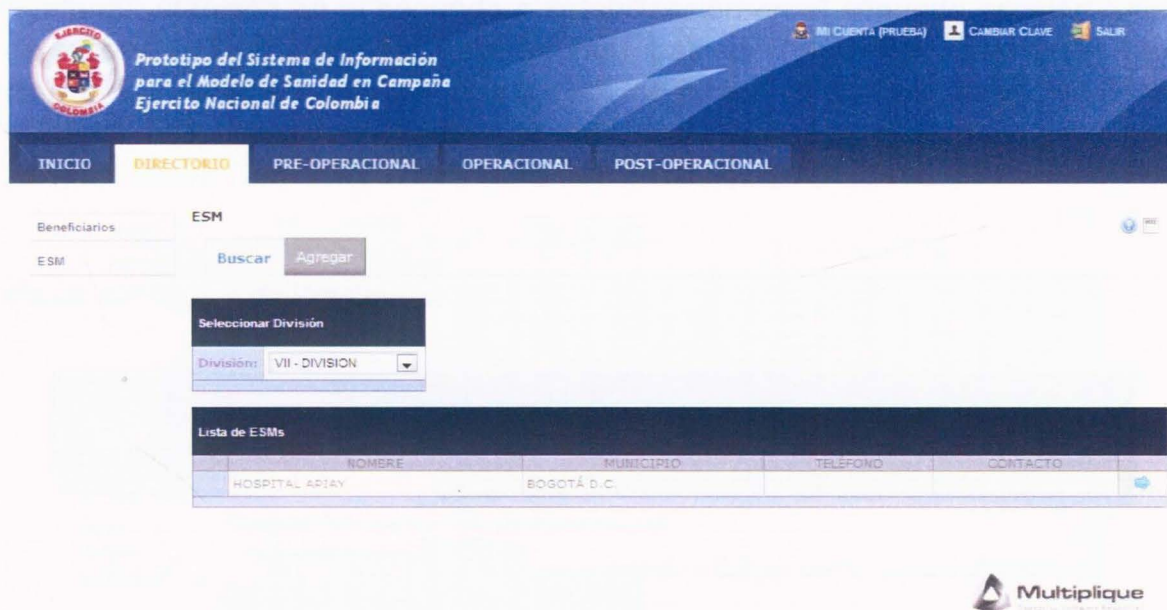 EJERCITO
COLOMBIA
Prototipo del Sistema de Información
para el Modelo de Sanidad en Campaña
Ejercito Nacional de Colombia
MI CUENTA (PRUEBA) CAMBIAR CLAVE SALIR
INICIO DIRECTORIO PRE-OPERACIONAL OPERACIONAL POST-OPERACIONAL
Beneficiarios
ESM
ESM
Buscar Agregar
Seleccionar División
División: VII - DIVISION
Lista de ESMs
NOMBRE MUNICIPIO TELÉFONO CONTACTO
HOSPITAL APIAY BOGOTÁ D.C.
Multiplique